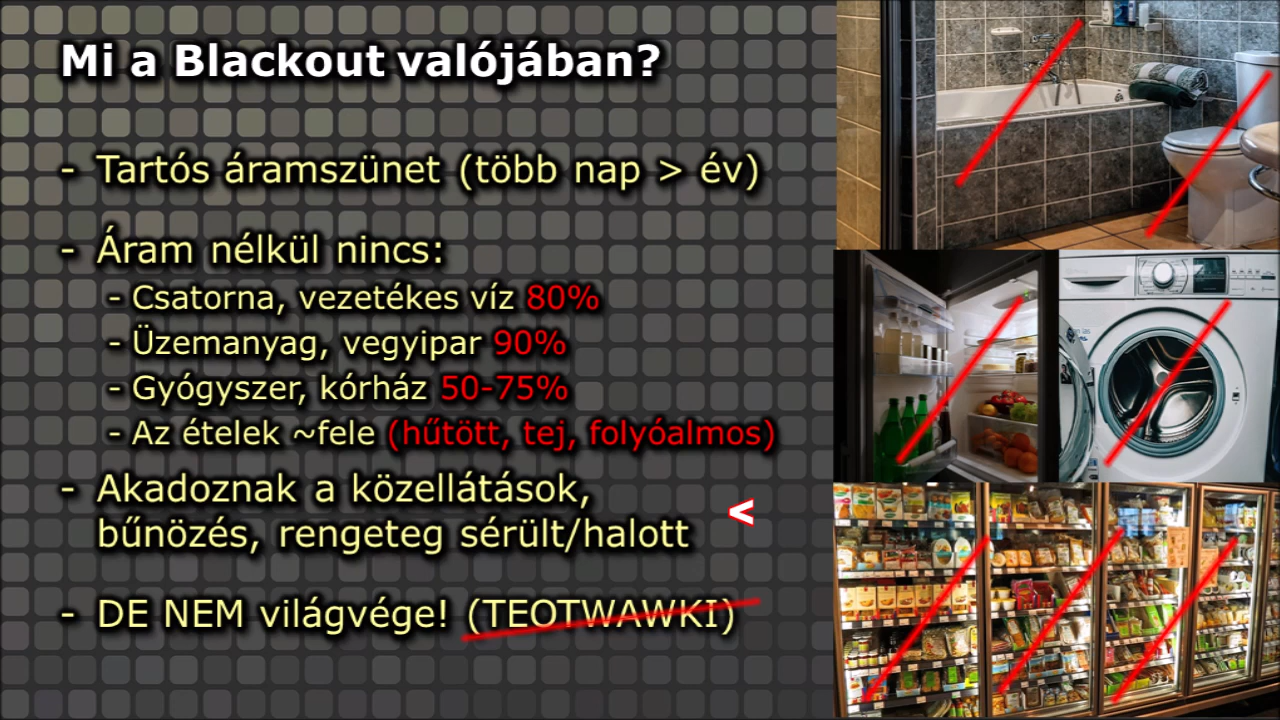 Mi a Blackout valójában?
- Tartós áramszünet (több nap > év)
- Áram nélkül nincs:
- Csatorna, vezetékes víz 80%
- Üzemanyag, vegyipar 90%
- Gyógyszer, kórház 50-75%
- Az ételek ~fele (hűtött, tej, folyóalmos)
- Akadoznak a közellátások,
bűnözés, rengeteg sérült/halott
<
- DE NEM világvége! (TEOTWAWKI)